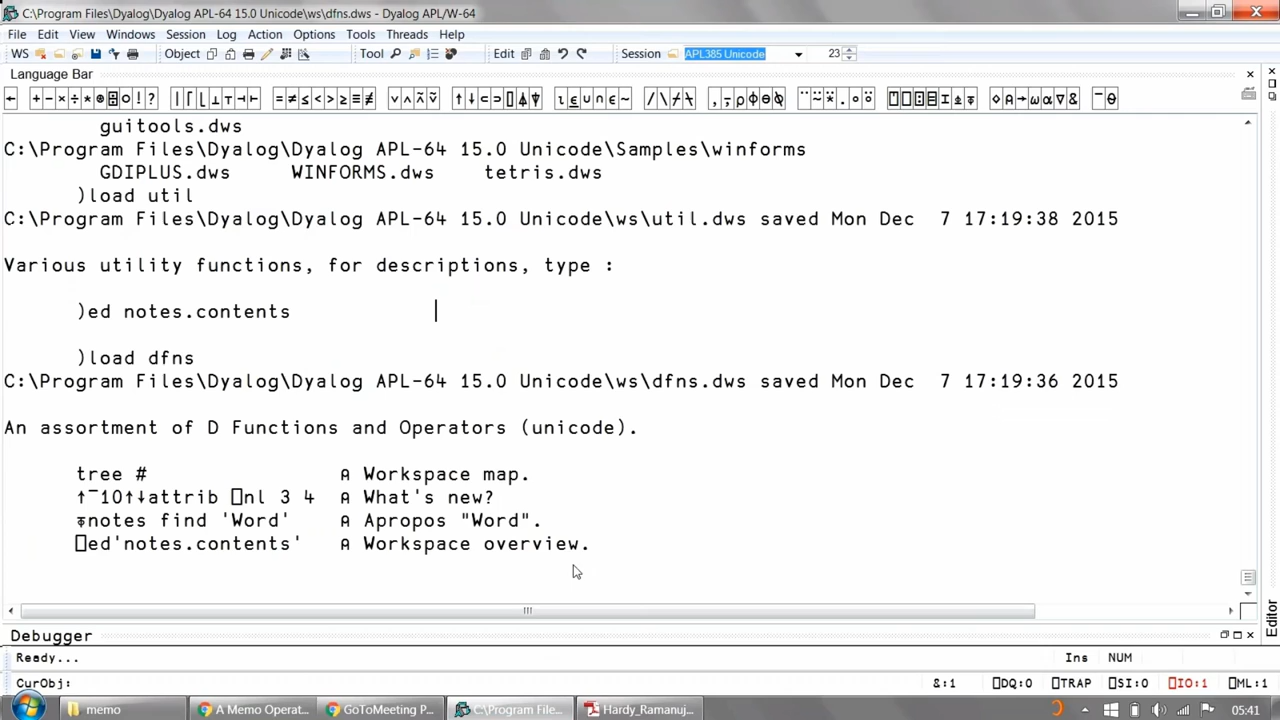 C:\Program Files\Dyalog\Dyalog APL-64 15.0 Unicode\ws\dfns.dws - Dyalog APL/W-64
File Edit View Windows Session Log Action Options Tools Threads Help
WS Object Tool Edit Session APL385 Unicode 23
Language Bar
← + - × ÷ * ⍟ ⌹ ○ ! ? | ⌈ ⌊ ⊥ ⊤ ⊣ ⊢ = ≠ ≤ < > ≥ ≡ ≢ ∨ ∧ ⍲ ⍱ ↑ ↓ ⊂ ⊃ ⌷ ⍋ ⍒ ⍳ ⍷ ∪ ∩ ∊ ~ / \ ⌿ ⍀ , ⍪ ⍴ ⌽ ⊖ ⍉ ¨ ⍨ ⍣ . ∘ ⍤ ⍞ ⎕ ⍠ ⌸ ⌶ ⍎ ⍕ ⋄ ⍝ → ⍵ ⍺ ∇ & ¯ ⍬
guitools.dws
C:\Program Files\Dyalog\Dyalog APL-64 15.0 Unicode\Samples\winforms
GDIPLUS.dws WINFORMS.dws tetris.dws
)load util
C:\Program Files\Dyalog\Dyalog APL-64 15.0 Unicode\ws\util.dws saved Mon Dec 7 17:19:38 2015
Various utility functions, for descriptions, type :
)ed notes.contents
)load dfns
C:\Program Files\Dyalog\Dyalog APL-64 15.0 Unicode\ws\dfns.dws saved Mon Dec 7 17:19:36 2015
An assortment of D Functions and Operators (unicode).
tree # ⍝ Workspace map.
↑¯10↑↓attrib ⎕nl 3 4 ⍝ What's new?
⍕notes find 'Word' ⍝ Apropos "Word".
⎕ed'notes.contents' ⍝ Workspace overview.
Editor
Debugger
Ready... Ins NUM
CurObj: &:1 ⎕DQ:0 ⎕TRAP ⎕SI:0 ⎕IO:1 ⎕ML:1
memo A Memo Operat... GoToMeeting P... C:\Program File... Hardy_Ramanuj... 05:41